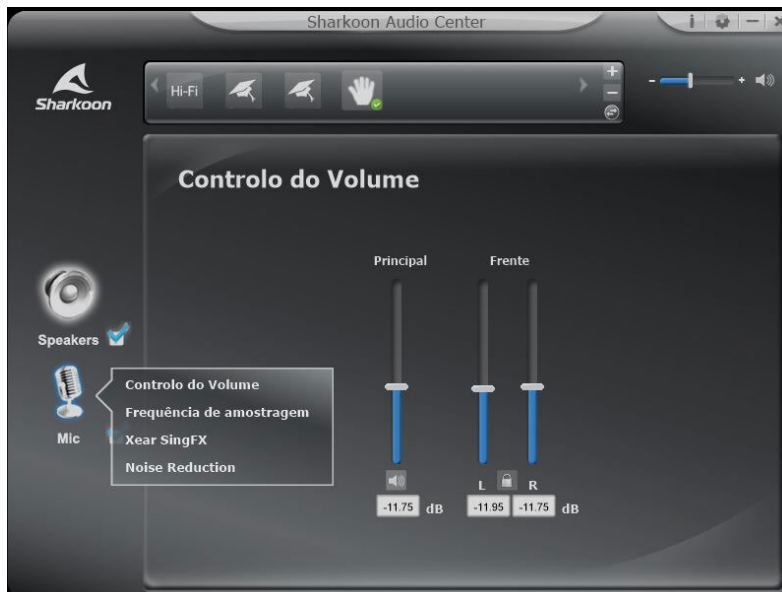 Sharkoon Audio Center
Sharkoon
Hi-Fi
Controlo do Volume
Principal
Frente
Speakers
Controlo do Volume
Frequência de amostragem
Mic
Xear SingFX
Noise Reduction
L
R
-11.75 dB
-11.95
-11.75 dB